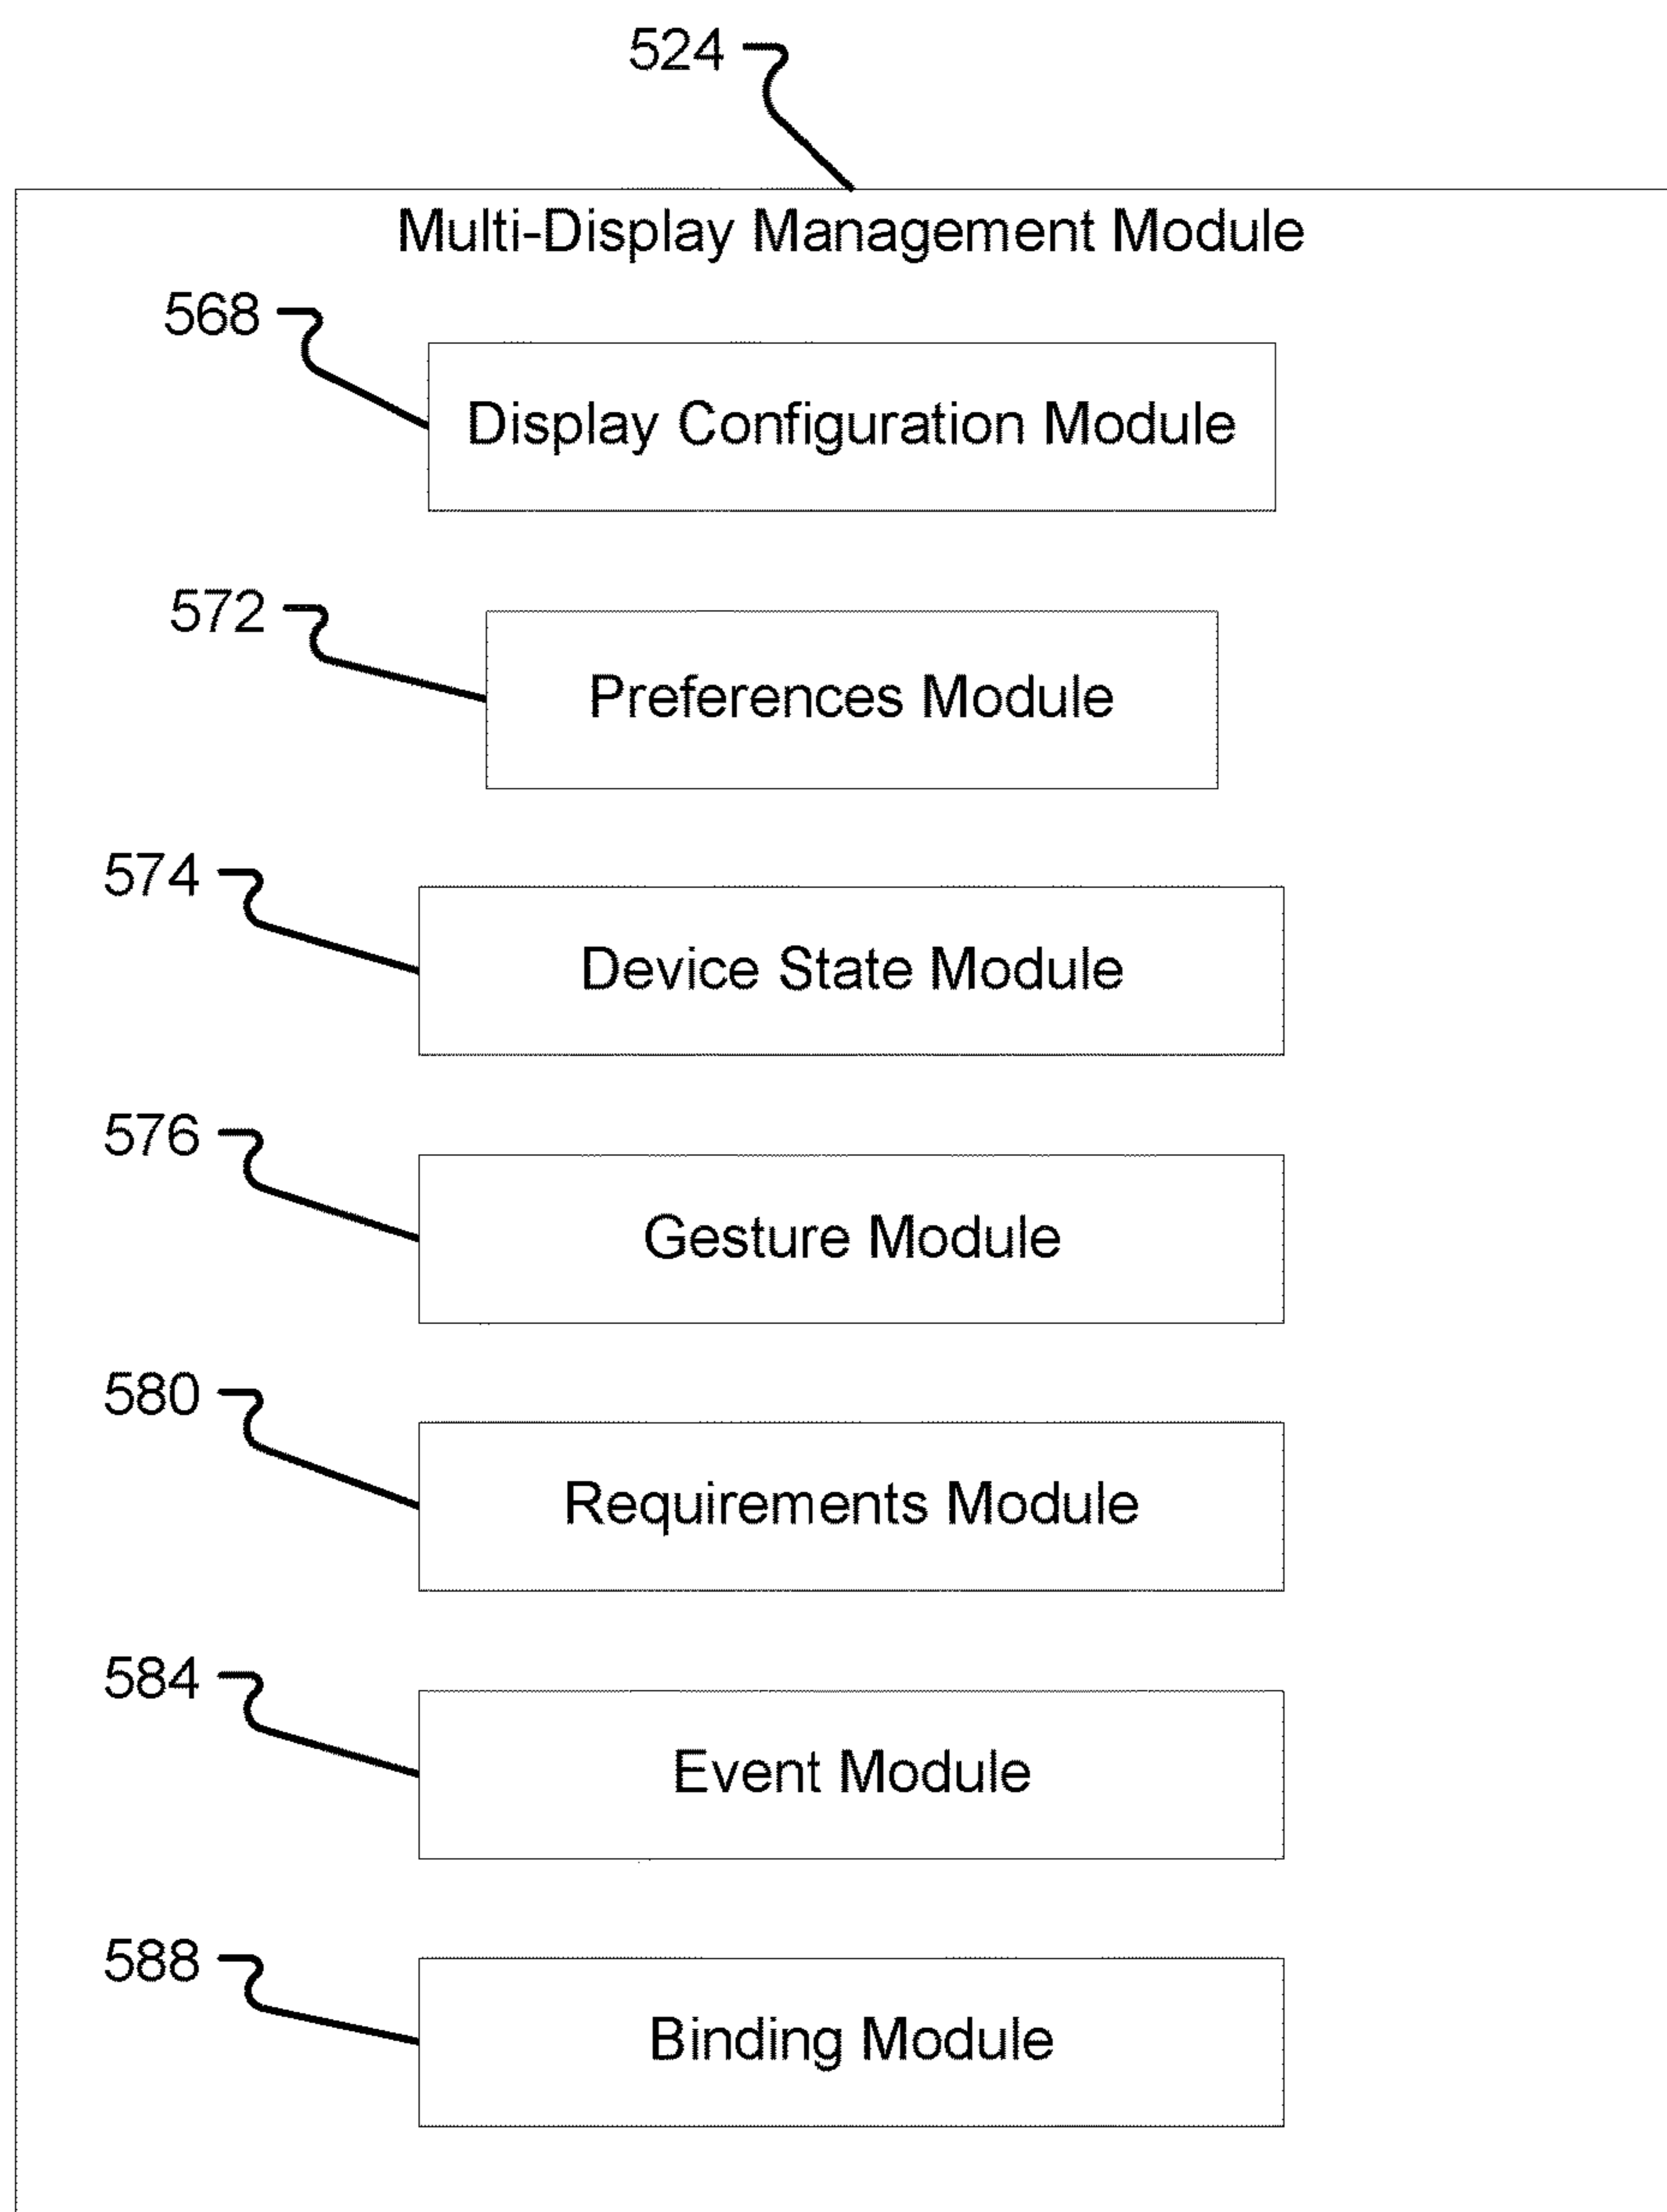 524
Multi-Display Management Module
568
Display Configuration Module
572
Preferences Module
574
Device State Module
576
Gesture Module
580
Requirements Module
584
Event Module
588
Binding Module